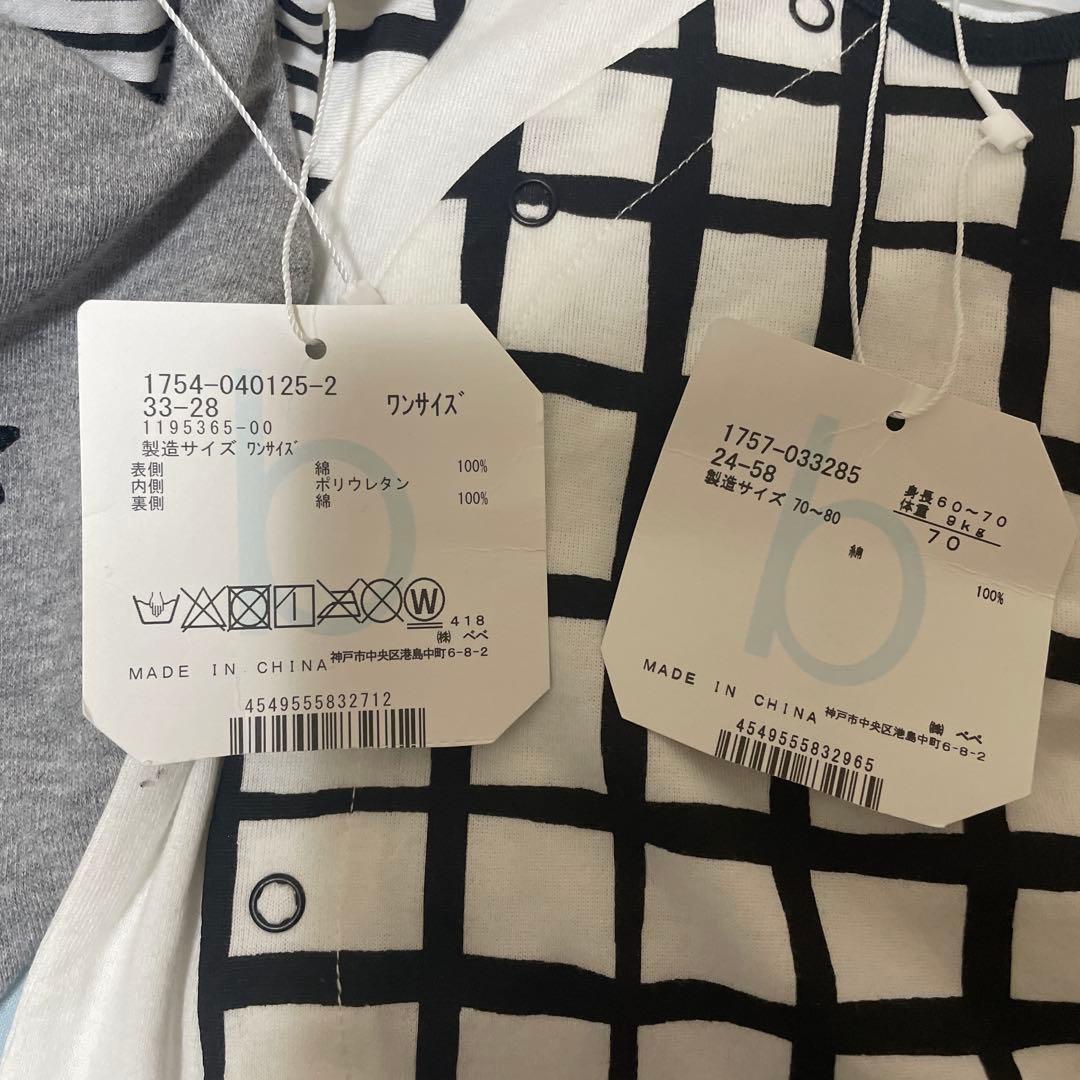 1754-040125-2
33-28 ワンサイズ
1195365-00
製造サイズ ワンサイズ
表側 綿 100%
内側 ポリウレタン
裏側 綿 100%
W
418
㈱ ベベ
MADE IN CHINA 神戸市中央区港島中町6-8-2
4549555832712
b
1757-033285
24-58
製造サイズ 70～80
身長60～70
体重 9kg
70
綿 100%
㈱ ベベ
MADE IN CHINA 神戸市中央区港島中町6-8-2
4549555832965
b